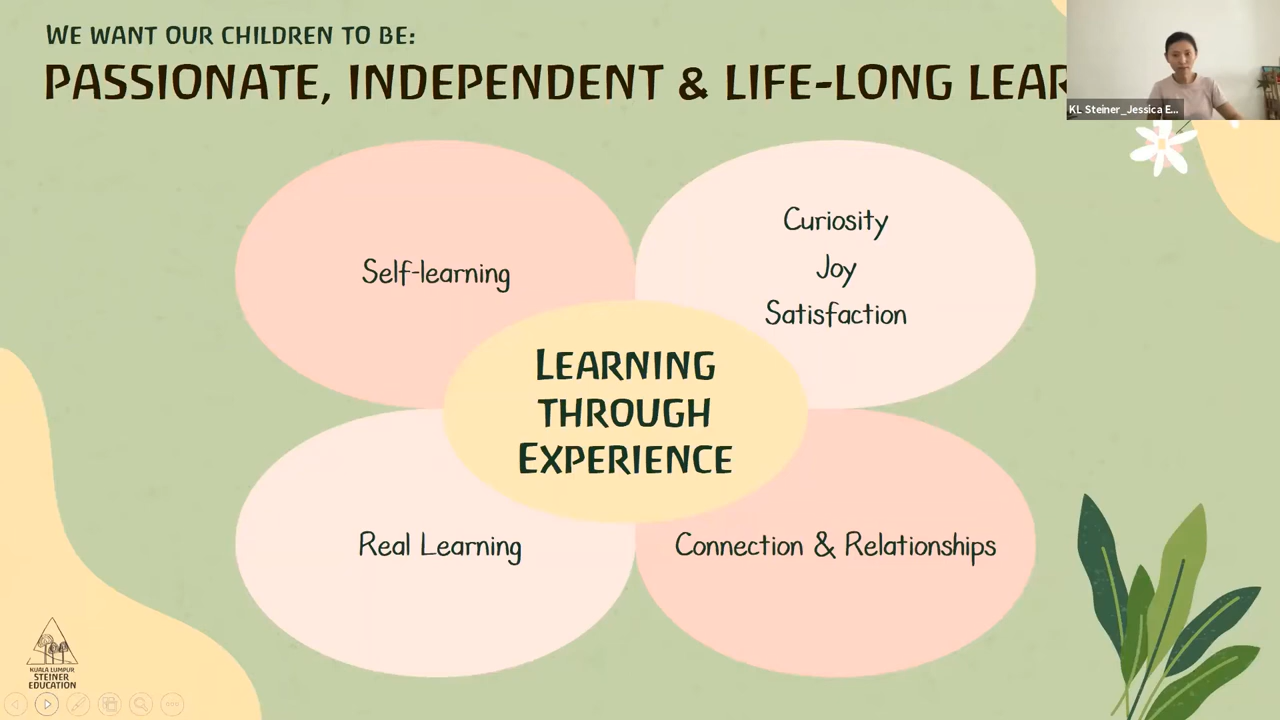 WE WANT OUR CHILDREN TO BE:
PASSIONATE, INDEPENDENT & LIFE-LONG LEAR
KL Steiner_Jessica E...
Self-learning
Curiosity
Joy
Satisfaction
LEARNING
THROUGH
EXPERIENCE
Real Learning
Connection & Relationships
KUALA LUMPUR
STEINER
EDUCATION